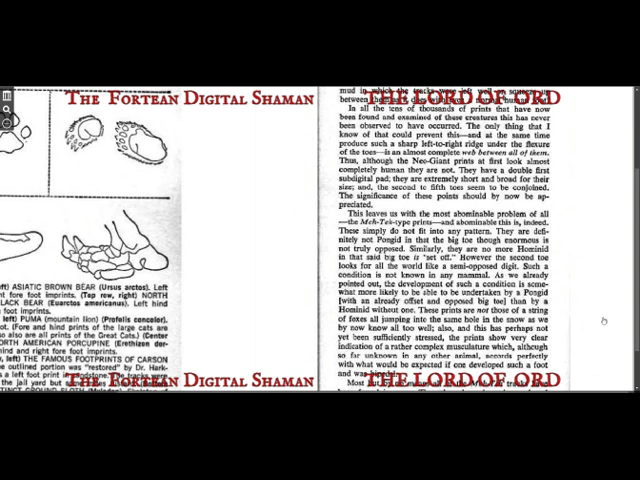 THE FORTEAN DIGITAL SHAMAN
THE LORD OF ORD
eft) ASIATIC BROWN BEAR (Ursus arctos). Left
ht fore foot imprints. (Top row, right) NORTH
LACK BEAR (Euarctos americanus). Left hind
foot imprints.
left) PUMA (mountain lion) (Profelis concolor).
ot. (Fore and hind prints of the large cats are
so also are all prints of the Great Cats.) (Center
ORTH AMERICAN PORCUPINE (Erethizon dor-
ind and right fore foot imprints.
, left) THE FAMOUS FOOTPRINTS OF CARSON
e outlined portion was "restored" by Dr. Hark-
s a left foot print in sandstone. The tracks were
the jail yard but
mud in which the tracks were left
between the
In all the tens of thousands of prints that have now
been found and examined of these creatures this has never
been observed to have occurred. The only thing that I
know of that could prevent this—and at the same time
produce such a sharp left-to-right ridge under the flexure
of the toes—is an almost complete web between all of them.
Thus, although the Neo-Giant prints at first look almost
completely human they are not. They have a double first
subdigital pad; they are extremely short and broad for their
size; and, the second to fifth toes seem to be conjoined.
The significance of these points should by now be ap-
preciated.
This leaves us with the most abominable problem of all
—the Meh-Teh-type prints—and abominable this is, indeed.
These simply do not fit into any pattern. They are defi-
nitely not Pongid in that the big toe though enormous is
not truly opposed. Similarly, they are no more Hominid
in that said big toe is "set off." However the second toe
looks for all the world like a semi-opposed digit. Such a
condition is not known in any mammal. As we already
pointed out, the development of such a condition is some-
what more likely to be able to be undertaken by a Pongid
[with an already offset and opposed big toe] than by a
Hominid without one. These prints are not those of a string
of foxes all jumping into the same hole in the snow as we
by now know all too well; also, and this has perhaps not
yet been sufficiently stressed, the prints show very clear
indication of a rather complex musculature which, although
so far unknown in any other animal, accords perfectly
with what would be expected if one developed such a foot
and was
THE FORTEAN DIGITAL SHAMAN
THE LORD OF ORD